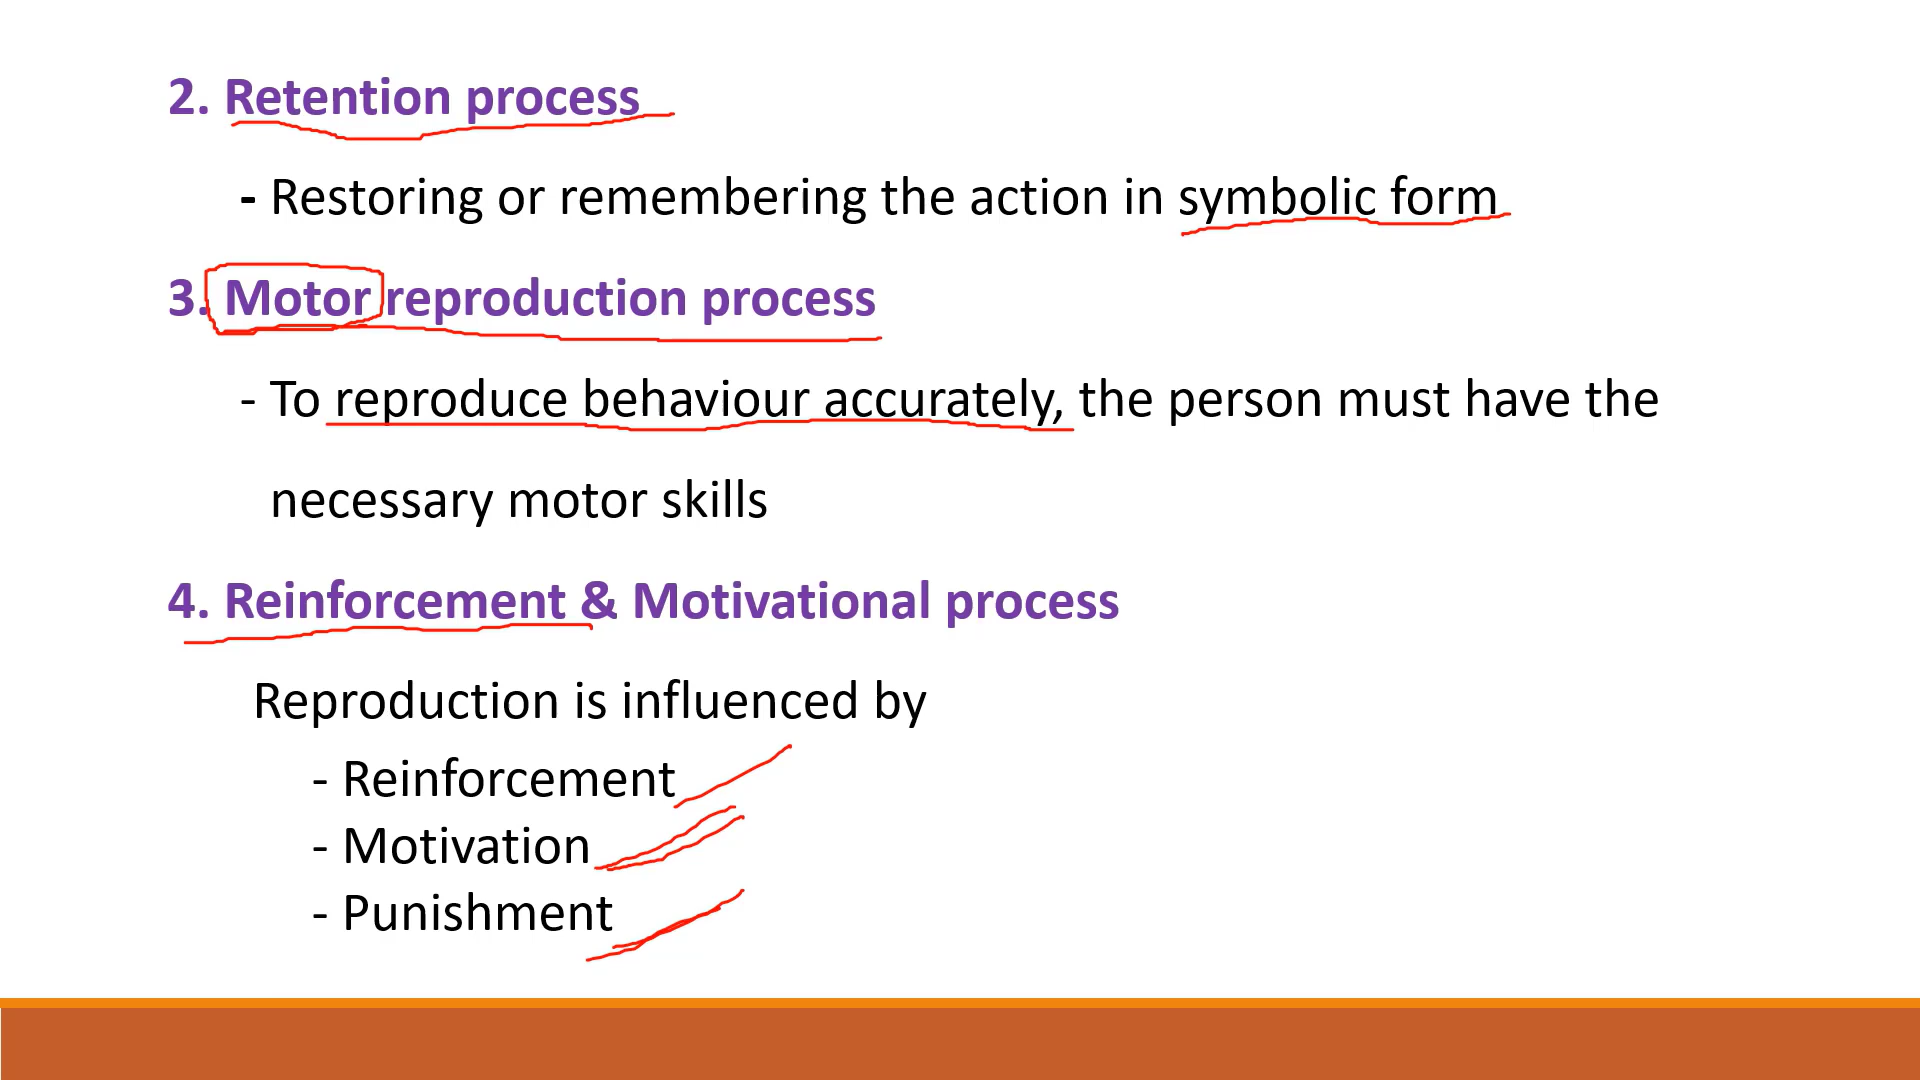 2. Retention process
- Restoring or remembering the action in symbolic form
3. Motor reproduction process
- To reproduce behaviour accurately, the person must have the
necessary motor skills
4. Reinforcement & Motivational process
Reproduction is influenced by
- Reinforcement
- Motivation
- Punishment